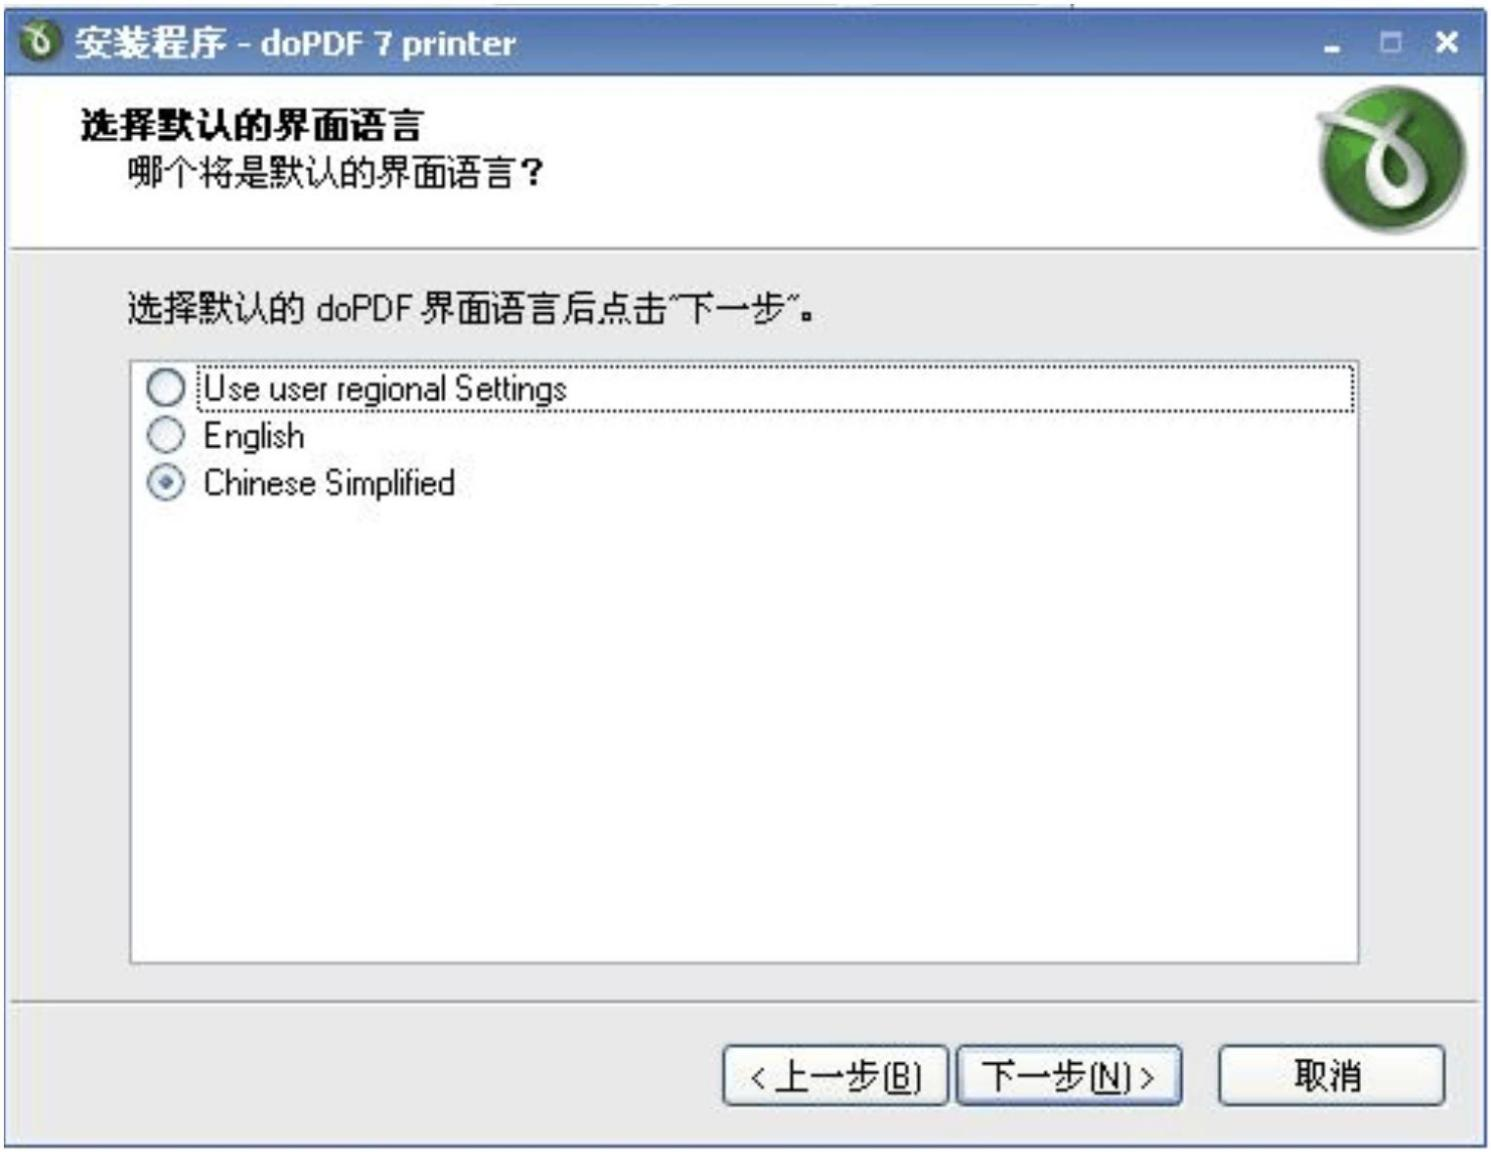 安装程序 - doPDF 7 printer
选择默认的界面语言
哪个将是默认的界面语言？
选择默认的 doPDF 界面语言后点击"下一步"。
Use user regional Settings
English
Chinese Simplified
<上一步(B) 下一步(N)> 取消